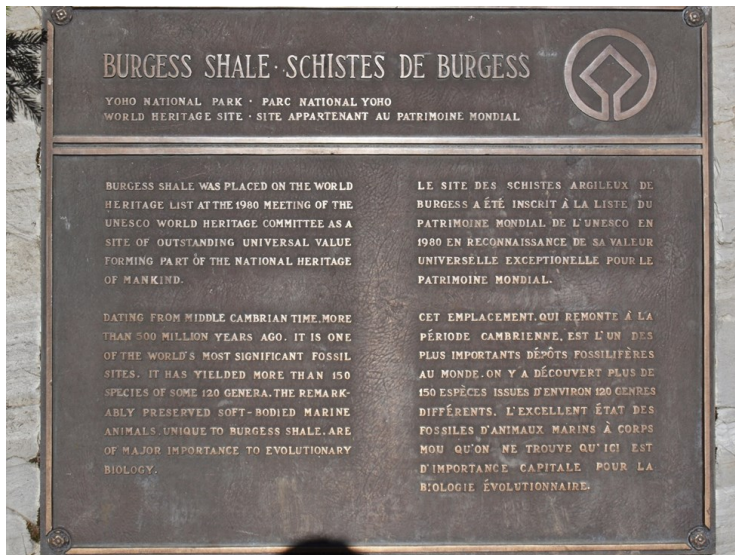 BURGESS SHALE · SCHISTES DE BURGESS
YOHO NATIONAL PARK · PARC NATIONAL YOHO
WORLD HERITAGE SITE · SITE APPARTENANT AU PATRIMOINE MONDIAL
BURGESS SHALE WAS PLACED ON THE WORLD
HERITAGE LIST AT THE 1980 MEETING OF THE
UNESCO WORLD HERITAGE COMMITTEE AS A
SITE OF OUTSTANDING UNIVERSAL VALUE
FORMING PART OF THE NATIONAL HERITAGE
OF MANKIND.
DATING FROM MIDDLE CAMBRIAN TIME, MORE
THAN 500 MILLION YEARS AGO. IT IS ONE
OF THE WORLD'S MOST SIGNIFICANT FOSSIL
SITES. IT HAS YIELDED MORE THAN 150
SPECIES OF SOME 120 GENERA. THE REMARK-
ABLY PRESERVED SOFT-BODIED MARINE
ANIMALS, UNIQUE TO BURGESS SHALE, ARE
OF MAJOR IMPORTANCE TO EVOLUTIONARY
BIOLOGY.
LE SITE DES SCHISTES ARGILEUX DE
BURGESS A ÉTÉ INSCRIT À LA LISTE DU
PATRIMOINE MONDIAL DE L'UNESCO EN
1980 EN RECONNAISSANCE DE SA VALEUR
UNIVERSELLE EXCEPTIONELLE POUR LE
PATRIMOINE MONDIAL.
CET EMPLACEMENT, QUI REMONTE À LA
PÉRIODE CAMBRIENNE, EST L'UN DES
PLUS IMPORTANTS DÉPÔTS FOSSILIFÈRES
AU MONDE. ON Y A DÉCOUVERT PLUS DE
150 ESPÈCES ISSUES D'ENVIRON 120 GENRES
DIFFÉRENTS. L'EXCELLENT ÉTAT DES
FOSSILES D'ANIMAUX MARINS À CORPS
MOU QU'ON NE TROUVE QU'ICI EST
D'IMPORTANCE CAPITALE POUR LA
BIOLOGIE ÉVOLUTIONNAIRE.